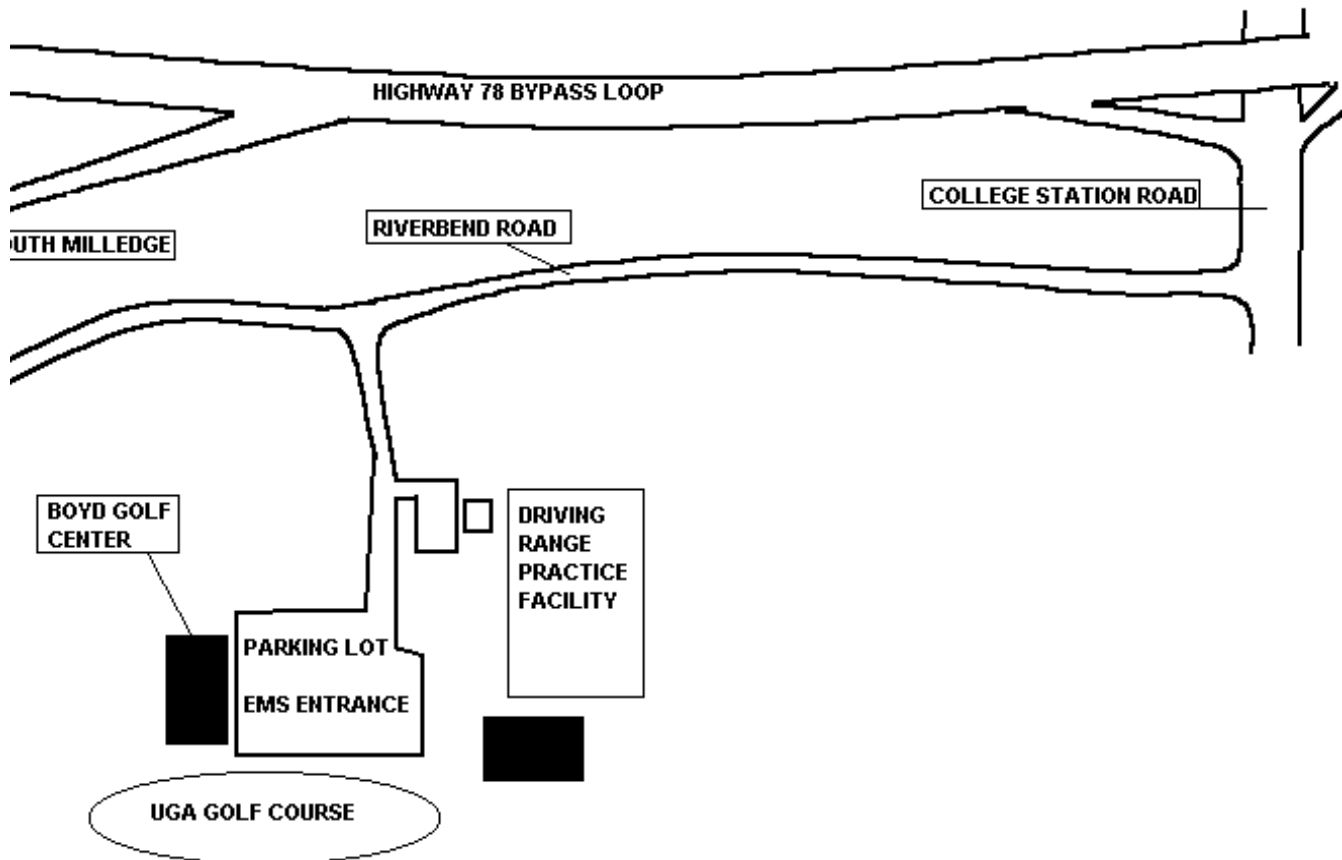 HIGHWAY 78 BYPASS LOOP
COLLEGE STATION ROAD
RIVERBEND ROAD
OUTH MILLEDGE
BOYD GOLF
CENTER
DRIVING
RANGE
PRACTICE
FACILITY
PARKING LOT
EMS ENTRANCE
UGA GOLF COURSE